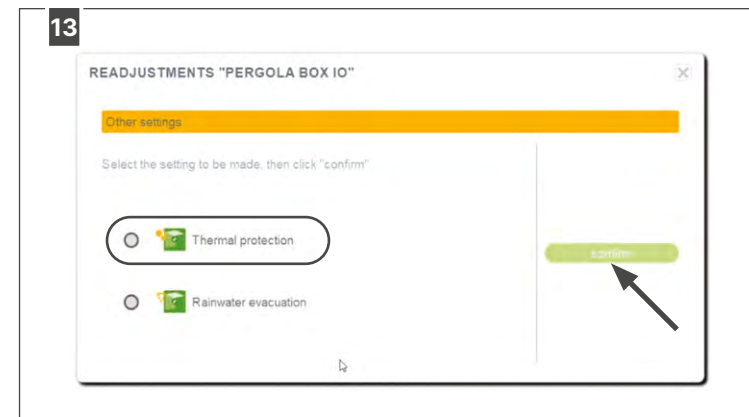 13
READJUSTMENTS "PERGOLA BOX IO"
Other settings
Select the setting to be made, then click "confirm"
Thermal protection
confirm
Rainwater evacuation